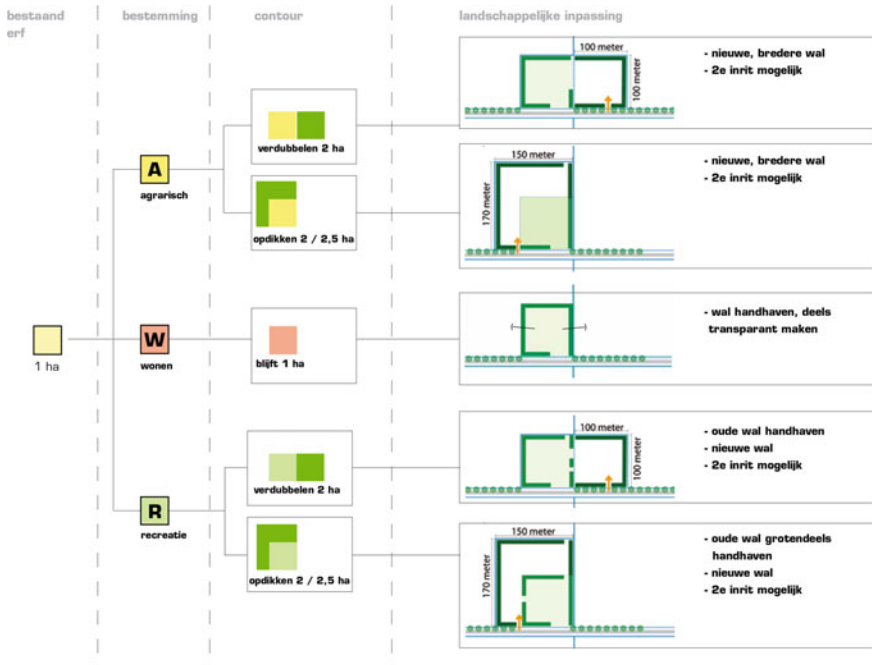 bestaand
erf
bestemming
contour
landschappelijke inpassing
1 ha
A
agrarisch
verdubbelen 2 ha
100 meter
100 meter
- nieuwe, bredere wal
- 2e inrit mogelijk
opdikken 2 / 2,5 ha
150 meter
170 meter
- nieuwe, bredere wal
- 2e inrit mogelijk
W
wonen
blijft 1 ha
- wal handhaven, deels
transparant maken
R
recreatie
verdubbelen 2 ha
100 meter
100 meter
- oude wal handhaven
- nieuwe wal
- 2e inrit mogelijk
opdikken 2 / 2,5 ha
150 meter
170 meter
- oude wal grotendeels
handhaven
- nieuwe wal
- 2e inrit mogelijk